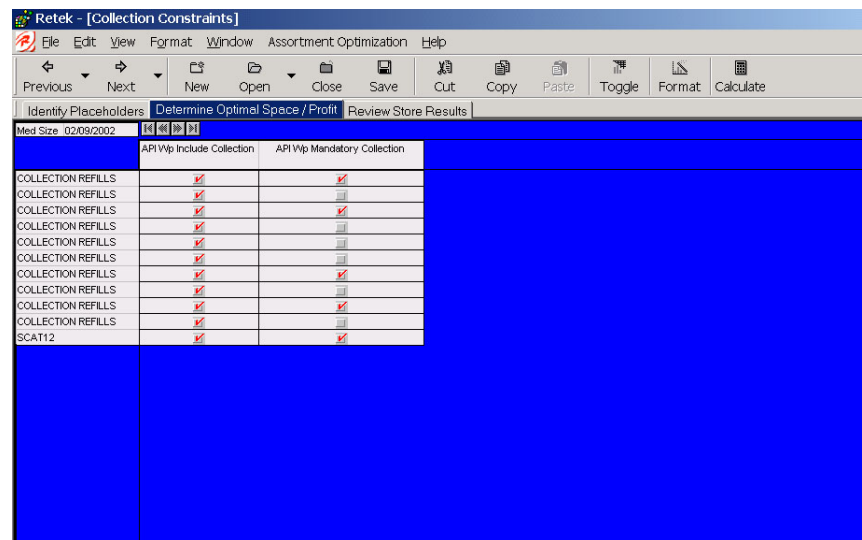 Retek - [Collection Constraints]
File Edit View Format Window Assortment Optimization Help
Previous Next New Open Close Save Cut Copy Paste Toggle Format Calculate
Identify Placeholders Determine Optimal Space / Profit Review Store Results
Med Size 02/09/2002
API Wp Include Collection API Wp Mandatory Collection
COLLECTION REFILLS
COLLECTION REFILLS
COLLECTION REFILLS
COLLECTION REFILLS
COLLECTION REFILLS
COLLECTION REFILLS
COLLECTION REFILLS
COLLECTION REFILLS
COLLECTION REFILLS
COLLECTION REFILLS
SCAT12